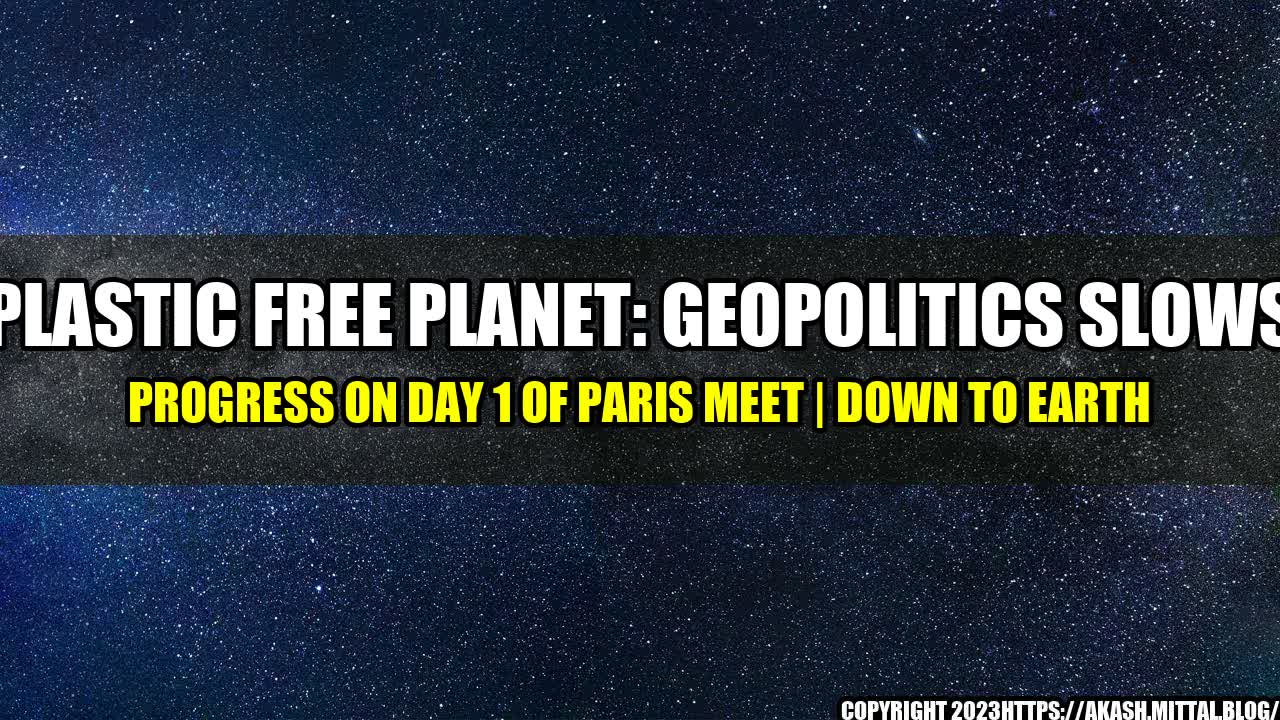 PLASTIC FREE PLANET: GEOPOLITICS SLOWS
PROGRESS ON DAY 1 OF PARIS MEET | DOWN TO EARTH
COPYRIGHT 2023HTTPS://AKASH.MITTAL.BLOG/